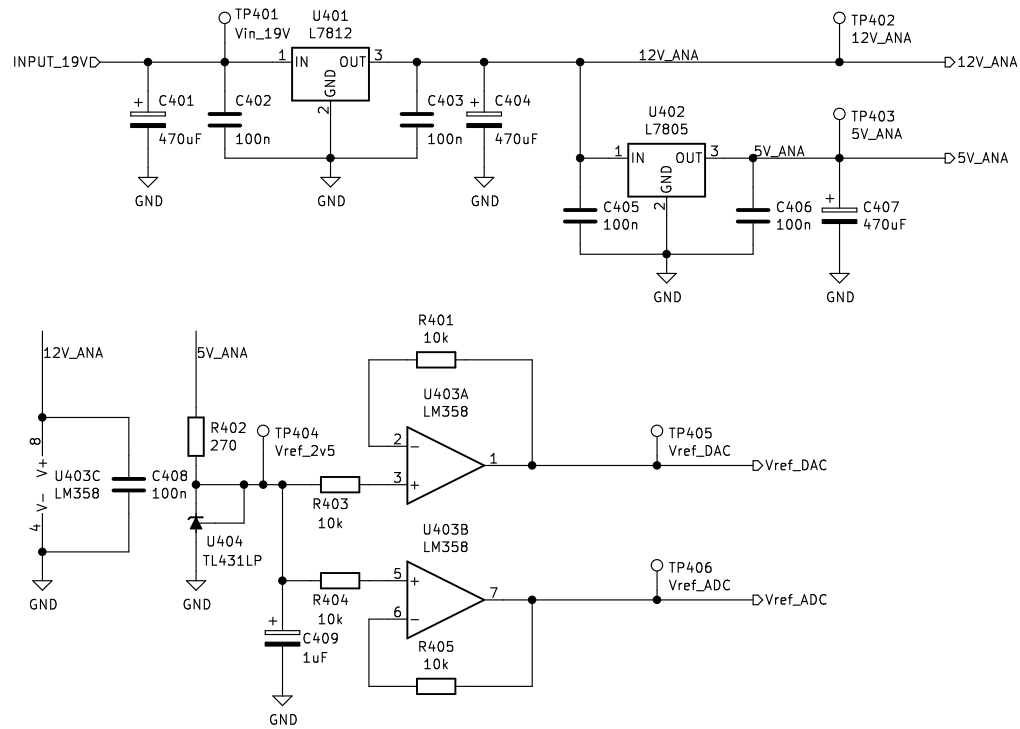 TP401
Vin_19V
U401
L7812
TP402
12V_ANA
INPUT_19V
1
IN
OUT
3
GND
2
12V_ANA
12V_ANA
+
C401
470uF
C402
100n
C403
100n
+
C404
470uF
U402
L7805
TP403
5V_ANA
1
IN
OUT
3
GND
2
5V_ANA
5V_ANA
GND
GND
GND
C405
100n
C406
100n
+
C407
470uF
GND
GND
R401
10k
12V_ANA
5V_ANA
U403A
LM358
R402
270
TP404
Vref_2v5
TP405
Vref_DAC
8
V+
U403C
LM358
V-
4
C408
100n
2
-
3
+
1
Vref_DAC
R403
10k
U404
TL431LP
U403B
LM358
TP406
Vref_ADC
GND
GND
R404
10k
5
+
6
-
7
Vref_ADC
+
C409
1uF
R405
10k
GND